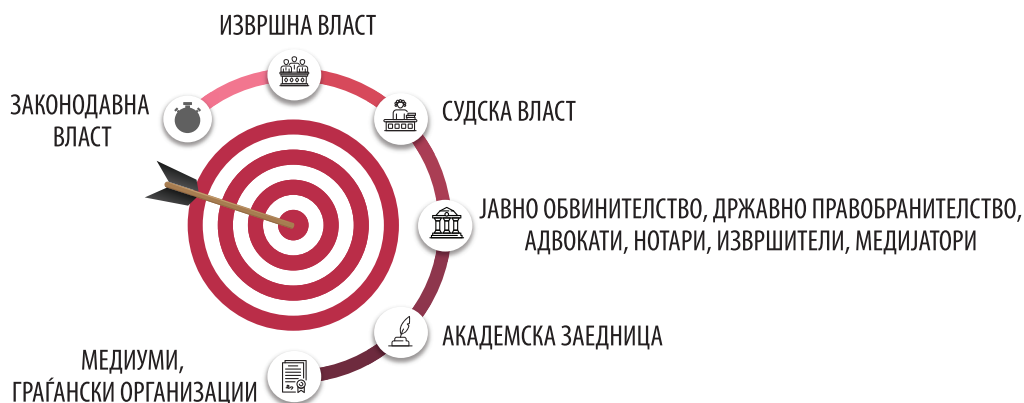 ИЗВРШНА ВЛАСТ
ЗАКОНОДАВНА
ВЛАСТ
СУДСКА ВЛАСТ
ЈАВНО ОБВИНИТЕЛСТВО, ДРЖАВНО ПРАВОБРАНИТЕЛСТВО,
АДВОКАТИ, НОТАРИ, ИЗВРШИТЕЛИ, МЕДИЈАТОРИ
АКАДЕМСКА ЗАЕДНИЦА
МЕДИУМИ,
ГРАЃАНСКИ ОРГАНИЗАЦИИ